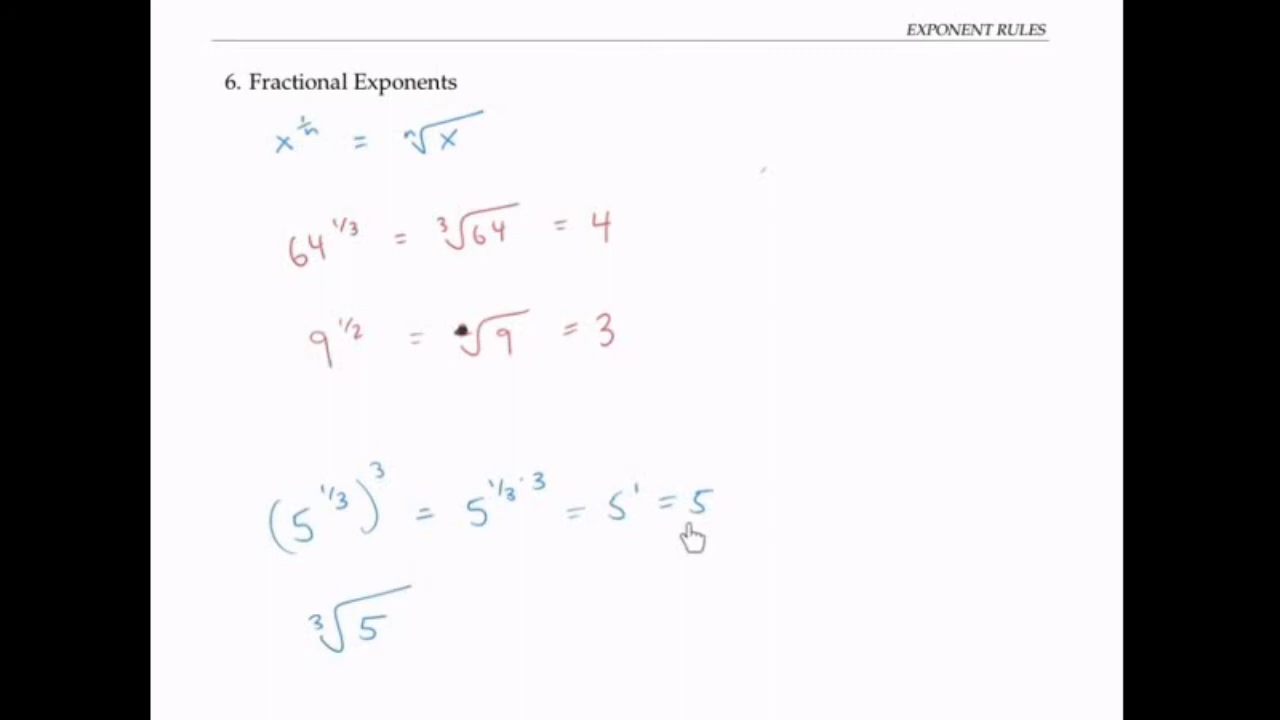 EXPONENT RULES
6. Fractional Exponents
x^{1/n} = ⁿ√x
64^{1/3} = ³√64 = 4
9^{1/2} = √9 = 3
(5^{1/3})^3 = 5^{1/3·3} = 5^1 = 5
³√5